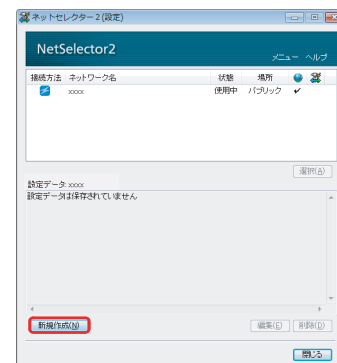 ネットセレクター2(設定)
NetSelector2
メニュー ヘルプ
接続方法 ネットワーク名 状態 場所
xxxx 使用中 パブリック ✔
選択(A)
設定データ: xxxx
設定データは保存されていません
新規作成(N) 編集(E) 削除(D)
閉じる